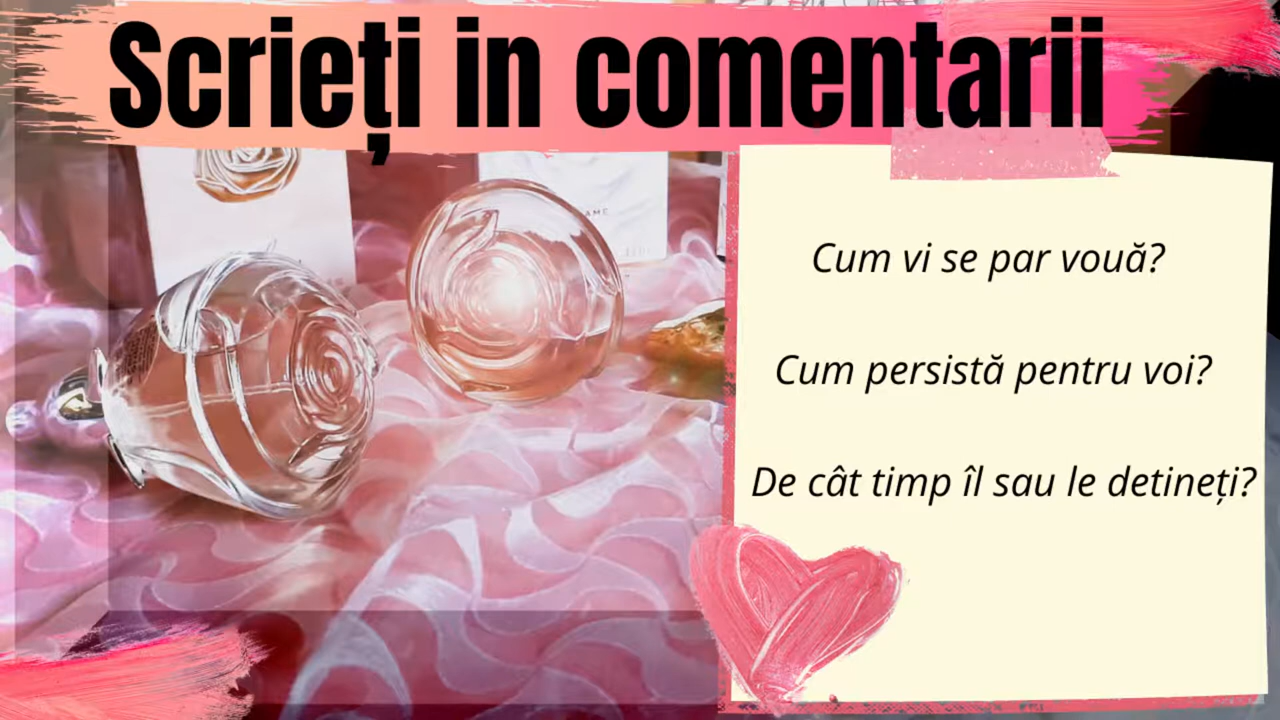 Scrieți in comentarii
Cum vi se par vouă?
Cum persistă pentru voi?
De cât timp îl sau le detineți?